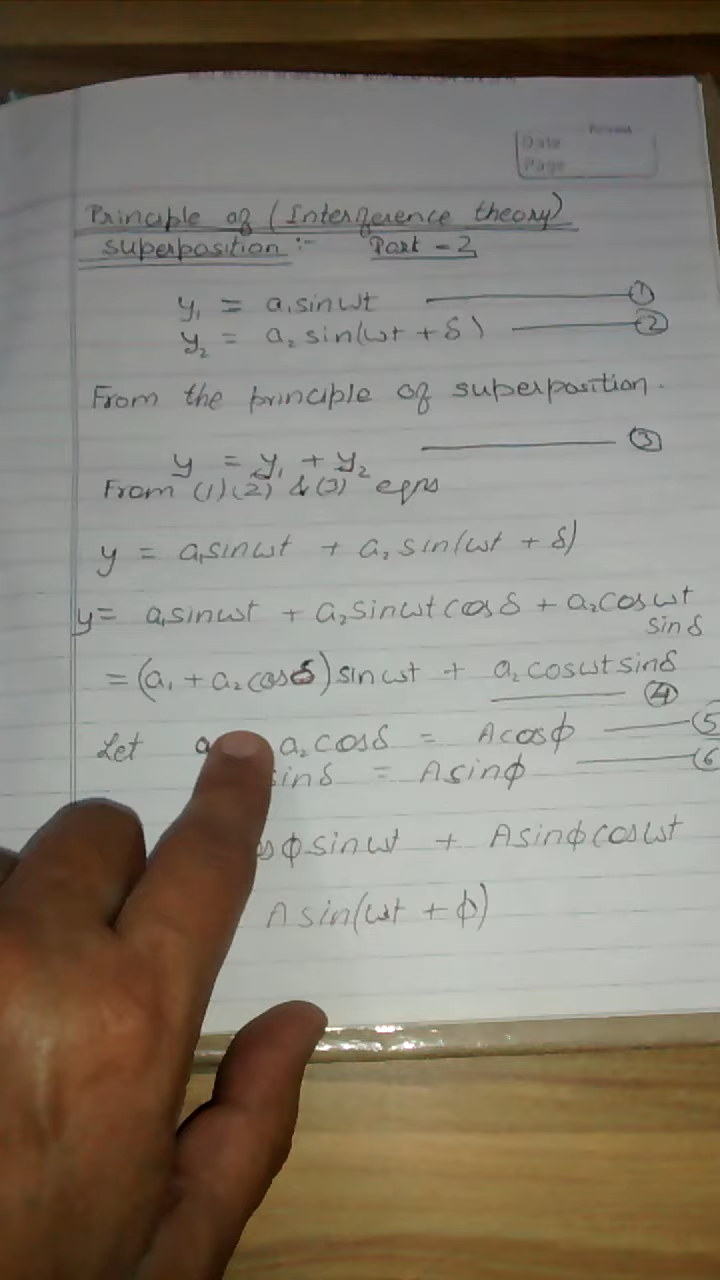 Date
Page
Principle of (Interference theory)
superposition :- Part - 2
y₁ = a₁sinωt ——— ①
y₂ = a₂ sin(ωt + δ) ——— ②
From the principle of superposition.
y = y₁ + y₂ ——— ③
From (1)(2) &(3) eqns
y = a₁sinωt + a₂ sin(ωt + δ)
y = a₁sinωt + a₂sinωt cosδ + a₂cosωt
sinδ
= (a₁ + a₂cosδ) sinωt + a₂cosωt sinδ
——— ④
Let a₂cosδ = Acosϕ ——— ⑤
sinδ = Asinϕ ——— ⑥
ϕ sinωt + Asinϕ cosωt
A sin(ωt + ϕ)